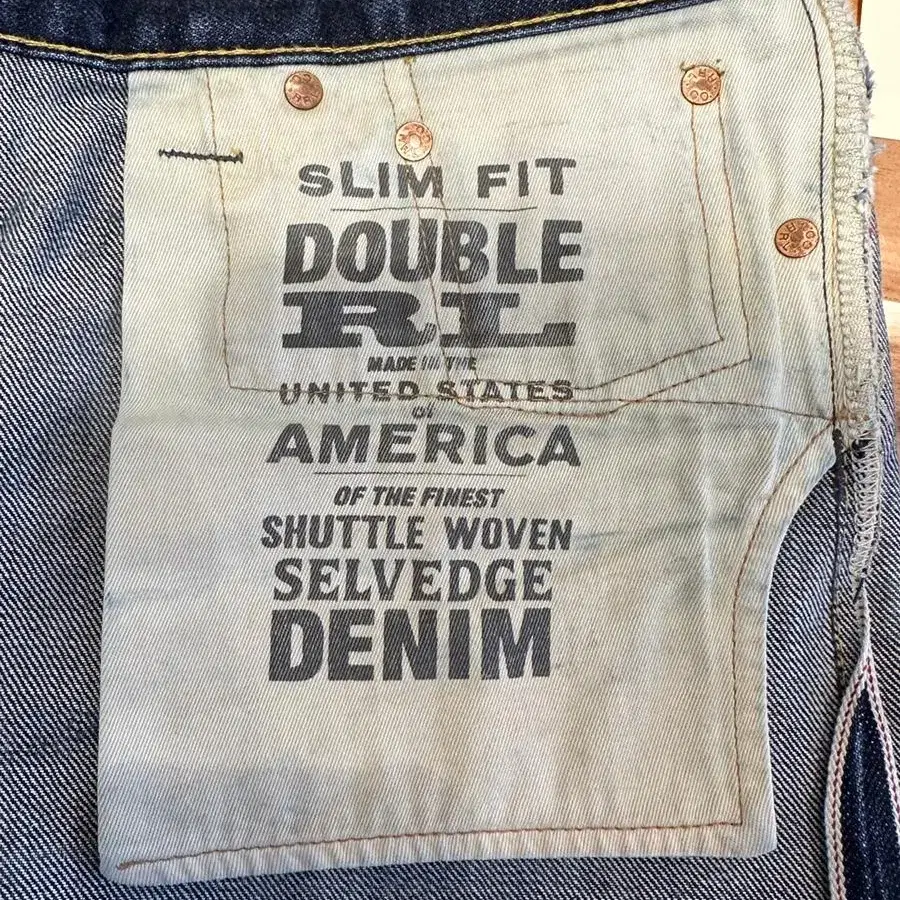 SLIM FIT
DOUBLE
RL
MADE IN THE
UNITED STATES
of
AMERICA
OF THE FINEST
SHUTTLE WOVEN
SELVEDGE
DENIM